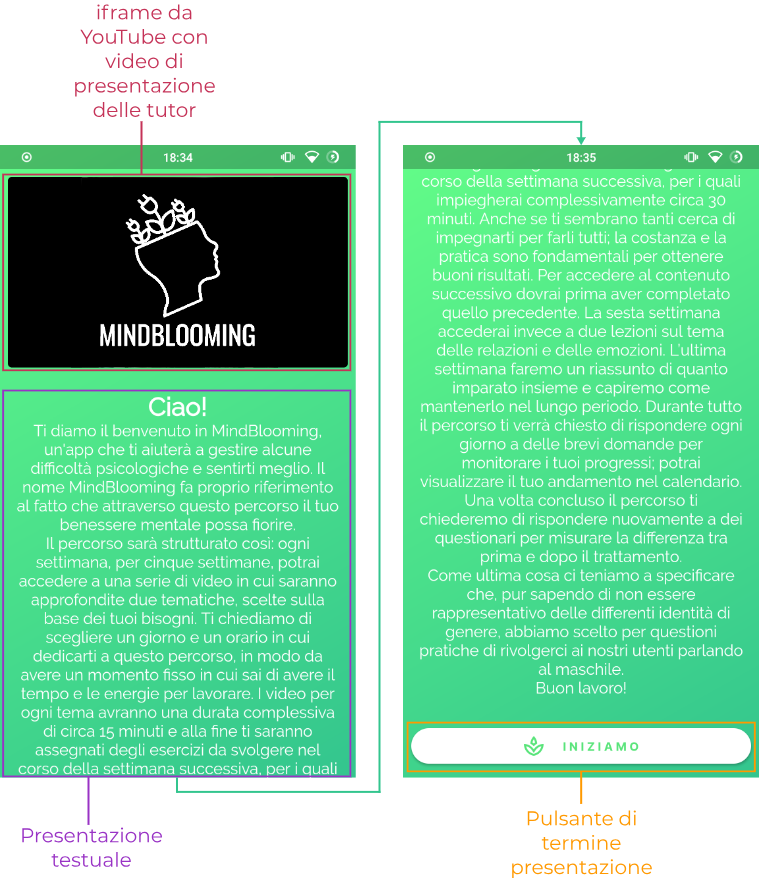 iframe da
YouTube con
video di
presentazione
delle tutor
18:34
MINDBLOOMING
Ciao!
Ti diamo il benvenuto in MindBlooming,
un'app che ti aiuterà a gestire alcune
difficoltà psicologiche e sentirti meglio. Il
nome MindBlooming fa proprio riferimento
al fatto che attraverso questo percorso il tuo
benessere mentale possa fiorire.
Il percorso sarà strutturato così: ogni
settimana, per cinque settimane, potrai
accedere a una serie di video in cui saranno
approfondite due tematiche, scelte sulla
base dei tuoi bisogni. Ti chiediamo di
scegliere un giorno e un orario in cui
dedicarti a questo percorso, in modo da
avere un momento fisso in cui sai di avere il
tempo e le energie per lavorare. I video per
ogni tema avranno una durata complessiva
di circa 15 minuti e alla fine ti saranno
assegnati degli esercizi da svolgere nel
corso della settimana successiva, per i quali
Presentazione
testuale
18:35
corso della settimana successiva, per i quali
impiegherai complessivamente circa 30
minuti. Anche se ti sembrano tanti cerca di
impegnarti per farli tutti; la costanza e la
pratica sono fondamentali per ottenere
buoni risultati. Per accedere al contenuto
successivo dovrai prima aver completato
quello precedente. La sesta settimana
accederai invece a due lezioni sul tema
delle relazioni e delle emozioni. L'ultima
settimana faremo un riassunto di quanto
imparato insieme e capiremo come
mantenerlo nel lungo periodo. Durante tutto
il percorso ti verrà chiesto di rispondere ogni
giorno a delle brevi domande per
monitorare i tuoi progressi; potrai
visualizzare il tuo andamento nel calendario.
Una volta concluso il percorso ti
chiederemo di rispondere nuovamente a dei
questionari per misurare la differenza tra
prima e dopo il trattamento.
Come ultima cosa ci teniamo a specificare
che, pur sapendo di non essere
rappresentativo delle differenti identità di
genere, abbiamo scelto per questioni
pratiche di rivolgerci ai nostri utenti parlando
al maschile.
Buon lavoro!
INIZIAMO
Pulsante di
termine
presentazione